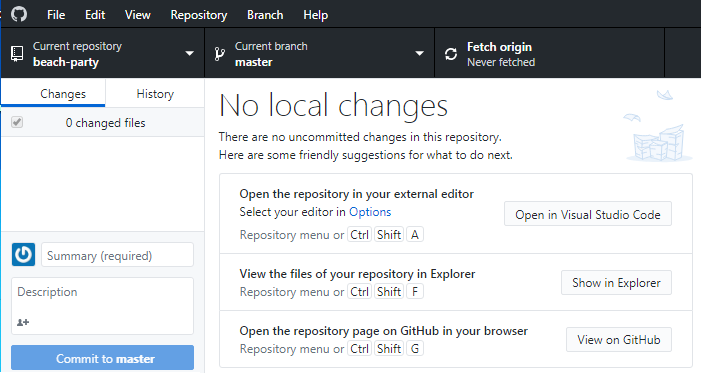 File Edit View Repository Branch Help
Current repository
beach-party
Current branch
master
Fetch origin
Never fetched
Changes History
0 changed files
Summary (required)
Description
Commit to master
No local changes
There are no uncommitted changes in this repository.
Here are some friendly suggestions for what to do next.
Open the repository in your external editor
Select your editor in Options
Repository menu or Ctrl Shift A
Open in Visual Studio Code
View the files of your repository in Explorer
Repository menu or Ctrl Shift F
Show in Explorer
Open the repository page on GitHub in your browser
Repository menu or Ctrl Shift G
View on GitHub